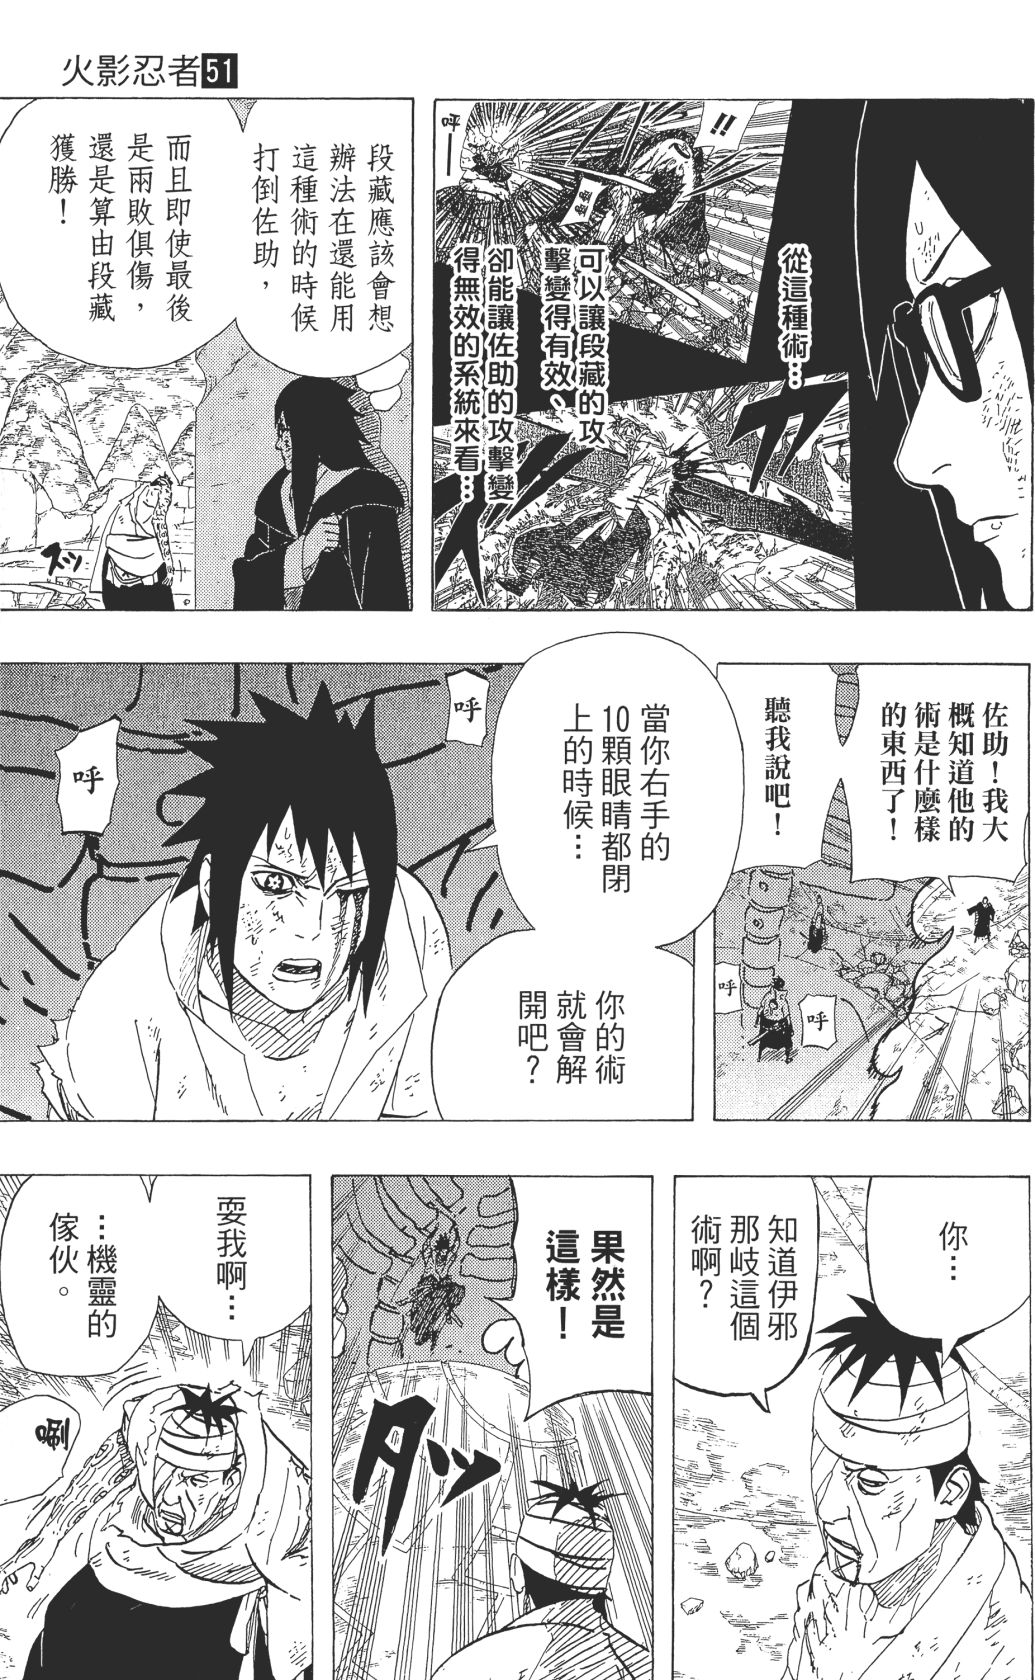 火影忍者51
!!
呼——
從這種術…
可以讓段藏的攻
擊變得有效、
卻能讓佐助的攻擊變
得無效的系統來看…
段藏應該會想
辦法在還能用
這種術的時候
打倒佐助，
而且即使最後
是兩敗俱傷，
還是算由段藏
獲勝！
ズッ
佐助！我大
概知道他的
術是什麼樣
的東西了！
聽我說吧！
呼
呼
當你右手的
10顆眼睛都閉
上的時候…
你的術
就會解
開吧？
呼
呼
你…
知道伊邪
那岐這個
術啊？
果然是
這樣！
タッ
耍我啊…
…機靈的
傢伙。
唰